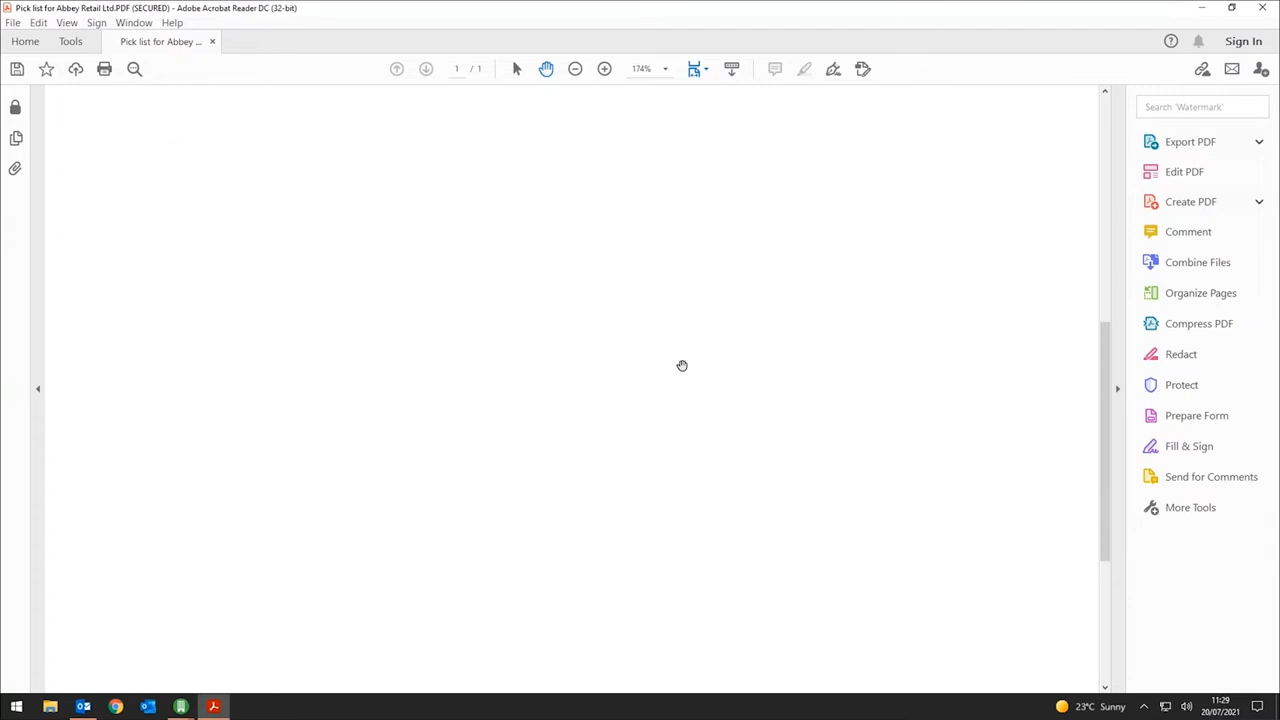 Pick list for Abbey Retail Ltd.PDF (SECURED) - Adobe Acrobat Reader DC (32-bit)
File Edit View Sign Window Help
Home Tools Pick list for Abbey ... Sign In
1 / 1 174%
Search 'Watermark'
Export PDF
Edit PDF
Create PDF
Comment
Combine Files
Organize Pages
Compress PDF
Redact
Protect
Prepare Form
Fill & Sign
Send for Comments
More Tools
23°C Sunny
11:29
20/07/2021